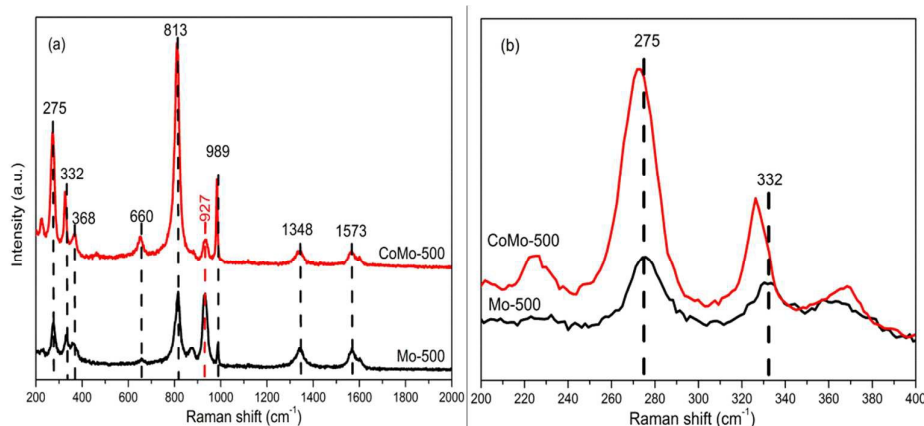 (a)
813
275
332
368
660
927
989
1348
1573
CoMo-500
Mo-500
Intensity (a.u.)
200 400 600 800 1000 1200 1400 1600 1800 2000
Raman shift (cm⁻¹)
(b)
275
332
CoMo-500
Mo-500
200 220 240 260 280 300 320 340 360 380 400
Raman shift (cm⁻¹)